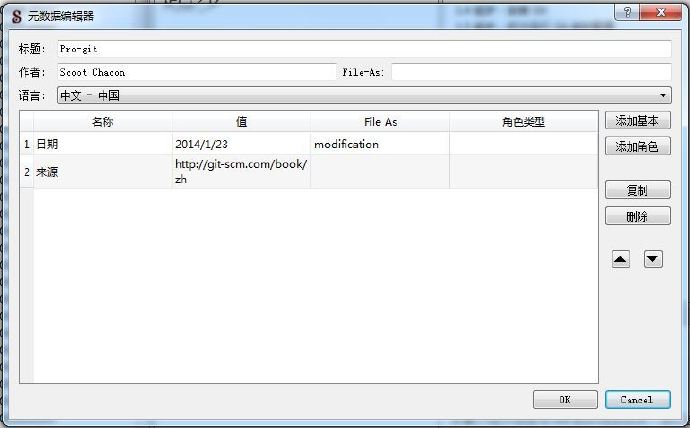 元数据编辑器
标题: Pro-git
作者: Scoot Chacon File-As:
语言: 中文 - 中国
名称 值 File As 角色类型
1 日期 2014/1/23 modification
2 来源 http://git-scm.com/book/
zh
添加基本
添加角色
复制
删除
OK Cancel